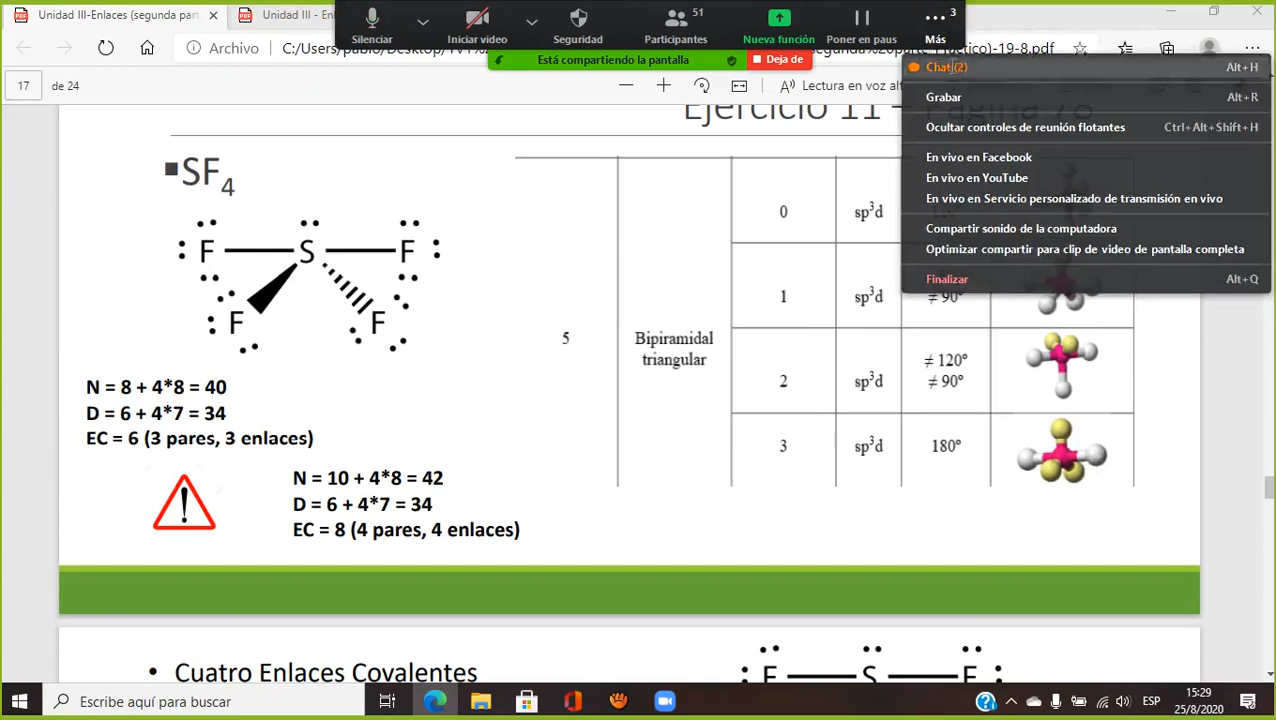 Unidad III-Enlaces (segunda part
Unidad III - En
Silenciar
Iniciar video
Seguridad
51
Participantes
Nueva función
Poner en paus
3
Más
Archivo
C:/Users/pablo/Desktop/
-19-8.pdf
Está compartiendo la pantalla
Deja de
17
de 24
Lectura en voz alt
Chat (2)
Alt+H
Grabar
Alt+R
Ocultar controles de reunión flotantes
Ctrl+Alt+Shift+H
En vivo en Facebook
En vivo en YouTube
En vivo en Servicio personalizado de transmisión en vivo
Compartir sonido de la computadora
Optimizar compartir para clip de video de pantalla completa
Finalizar
Alt+Q
Ejercicio 11 – Página 78
▪SF4
F S F
F F
N = 8 + 4*8 = 40
D = 6 + 4*7 = 34
EC = 6 (3 pares, 3 enlaces)
!
N = 10 + 4*8 = 42
D = 6 + 4*7 = 34
EC = 8 (4 pares, 4 enlaces)
5
Bipiramidal
triangular
0
sp3d
1
sp3d
≠ 90º
2
sp3d
≠ 120º
≠ 90º
3
sp3d
180º
• Cuatro Enlaces Covalentes
F S F
Escribe aquí para buscar
ESP
15:29
25/8/2020